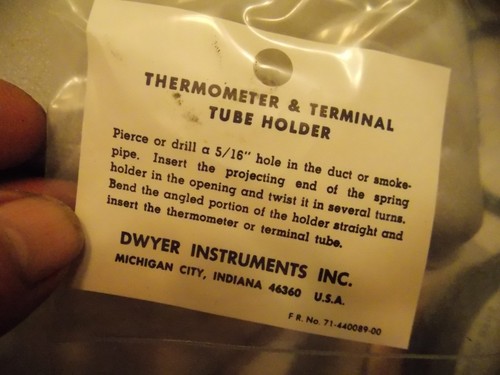 THERMOMETER & TERMINAL
TUBE HOLDER
Pierce or drill a 5/16" hole in the duct or smoke-
pipe. Insert the projecting end of the spring
holder in the opening and twist it in several turns.
Bend the angled portion of the holder straight and
insert the thermometer or terminal tube.
DWYER INSTRUMENTS INC.
MICHIGAN CITY, INDIANA 46360 U.S.A.
F R. No. 71-440089-00